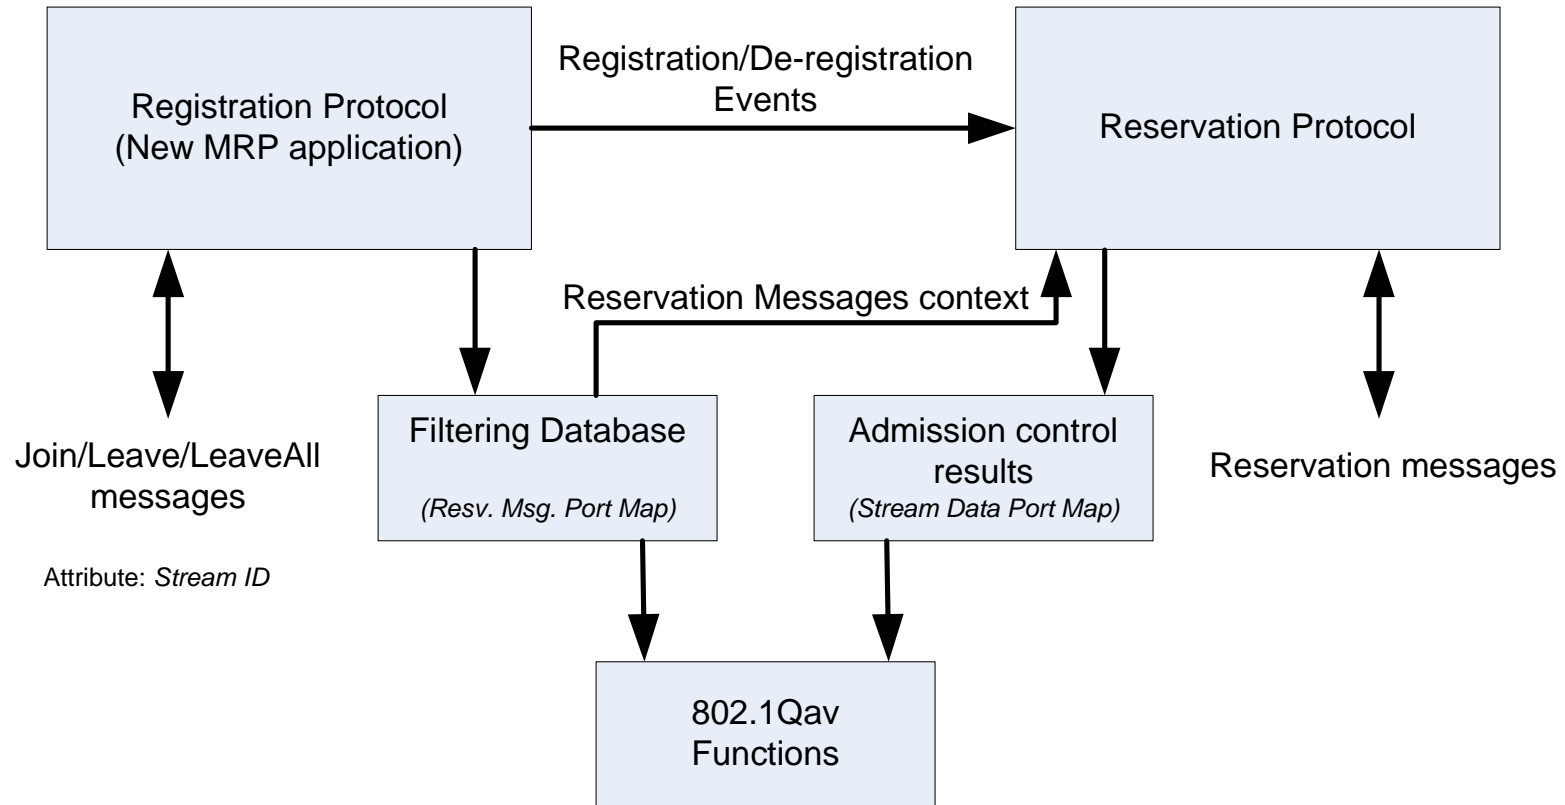 Registration Protocol
(New MRP application)
Registration/De-registration
Events
Reservation Protocol
Reservation Messages context
Join/Leave/LeaveAll
messages
Attribute: Stream ID
Filtering Database
(Resv. Msg. Port Map)
Admission control
results
(Stream Data Port Map)
Reservation messages
802.1Qav
Functions